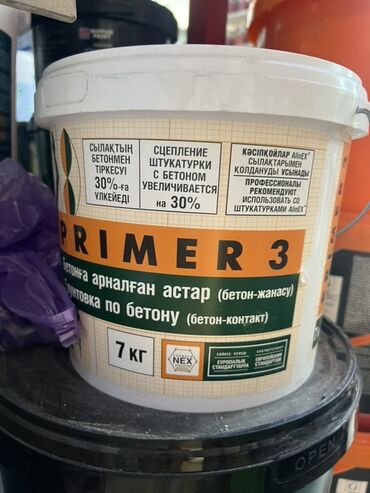 СЫЛАҚТЫҢ
БЕТОНМЕН
ТІРКЕСУІ
30%-ға
ҮЛКЕЙЕДІ
СЦЕПЛЕНИЕ
ШТУКАТУРКИ
С БЕТОНОМ
УВЕЛИЧИВАЕТСЯ
на 30%
КӘСІПҚОЙЛАР AlinEX
СЫЛАҚТАРЫМЕН
ҚОЛДАНУДЫ ҰСЫНАДЫ
ПРОФЕССИОНАЛЫ
РЕКОМЕНДУЮТ
ИСПОЛЬЗОВАТЬ СО
ШТУКАТУРКАМИ AlinEX
PRIMER 3
Бетонға арналған астар (бетон-жанасу)
Грунтовка по бетону (бетон-контакт)
7 КГ
NEX
ЕУРОПАЛЫҚ
СТАНДАРТТАРҒА
ЕВРОПЕЙСКИМ
СТАНДАРТАМ
OPEN